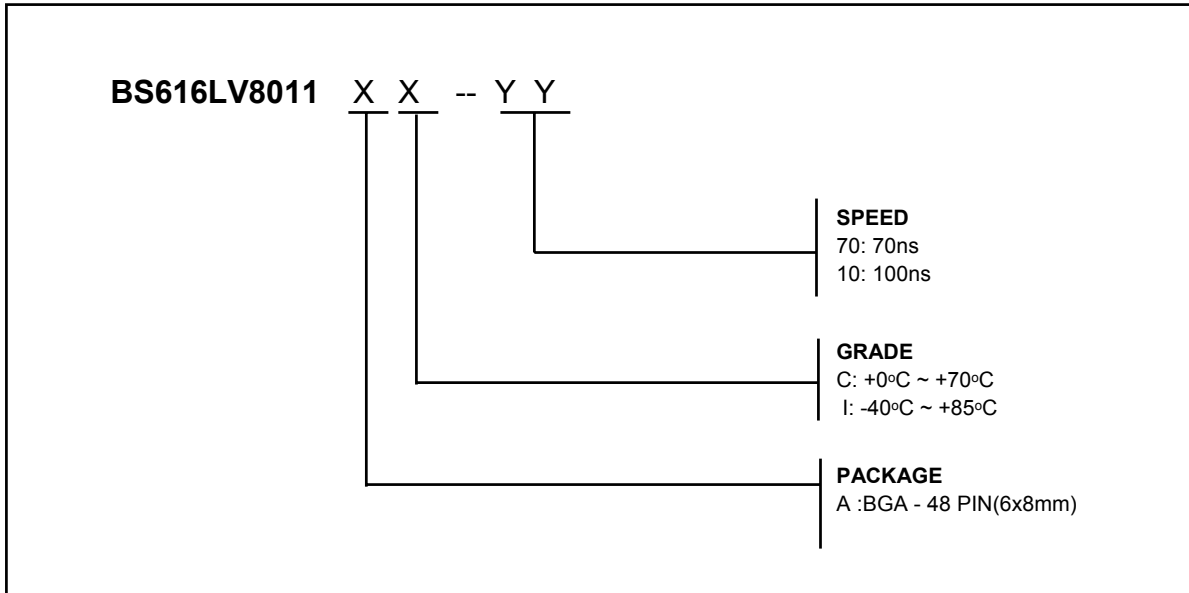 BS616LV8011 X X -- Y Y
SPEED
70: 70ns
10: 100ns
GRADE
C: +0oC ~ +70oC
I: -40oC ~ +85oC
PACKAGE
A :BGA - 48 PIN(6x8mm)